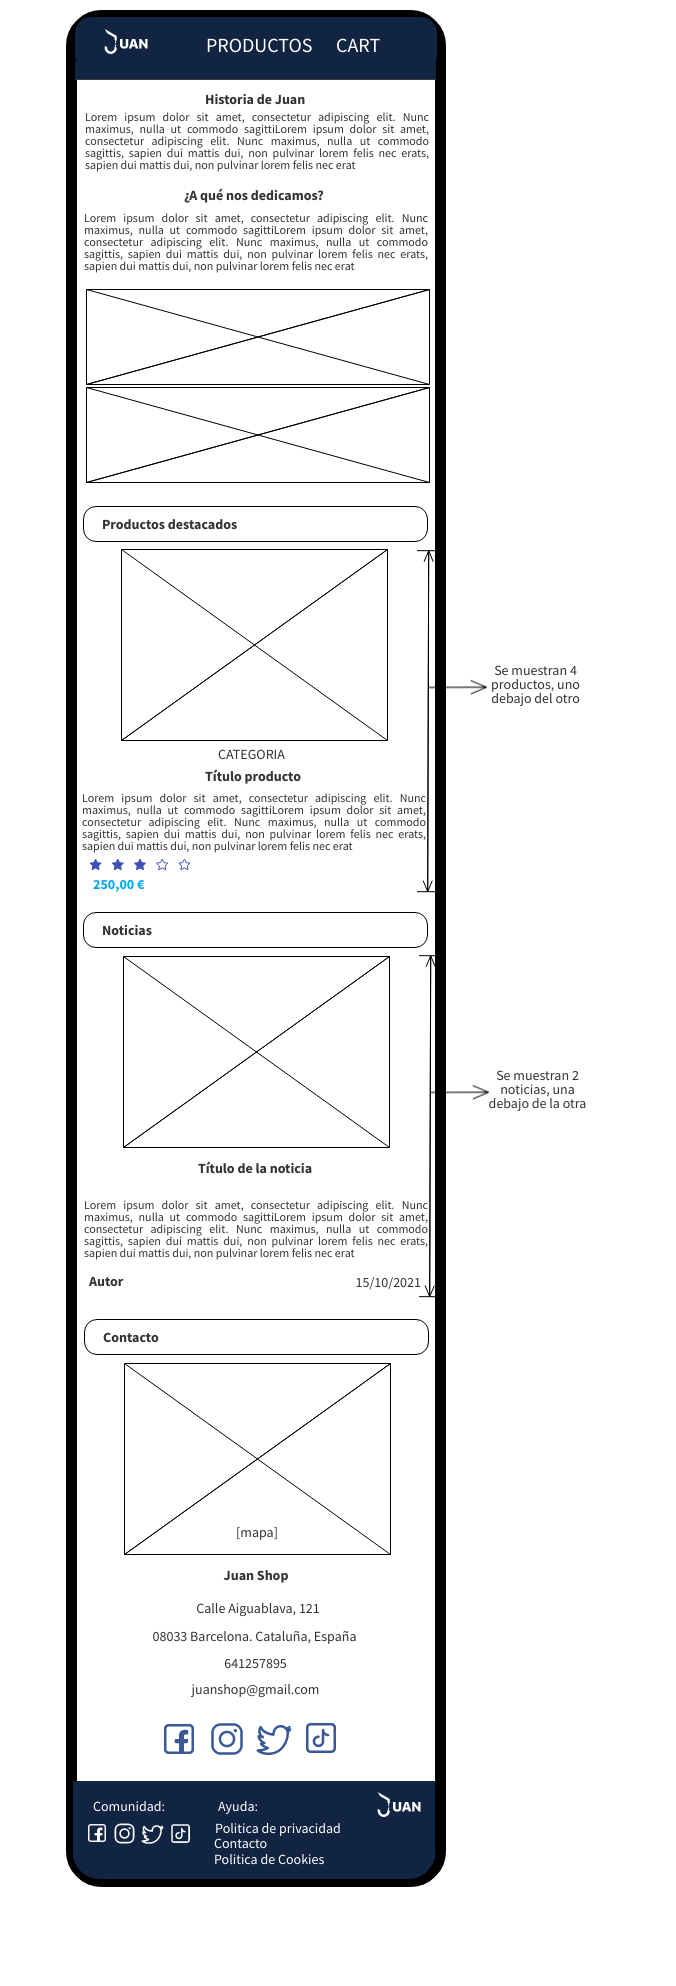 JUAN PRODUCTOS CART
Historia de Juan
Lorem ipsum dolor sit amet, consectetur adipiscing elit. Nunc
maximus, nulla ut commodo sagittiLorem ipsum dolor sit amet,
consectetur adipiscing elit. Nunc maximus, nulla ut commodo
sagittis, sapien dui mattis dui, non pulvinar lorem felis nec erats,
sapien dui mattis dui, non pulvinar lorem felis nec erat
¿A qué nos dedicamos?
Lorem ipsum dolor sit amet, consectetur adipiscing elit. Nunc
maximus, nulla ut commodo sagittiLorem ipsum dolor sit amet,
consectetur adipiscing elit. Nunc maximus, nulla ut commodo
sagittis, sapien dui mattis dui, non pulvinar lorem felis nec erats,
sapien dui mattis dui, non pulvinar lorem felis nec erat
Productos destacados
Se muestran 4
productos, uno
debajo del otro
CATEGORIA
Título producto
Lorem ipsum dolor sit amet, consectetur adipiscing elit. Nunc
maximus, nulla ut commodo sagittiLorem ipsum dolor sit amet,
consectetur adipiscing elit. Nunc maximus, nulla ut commodo
sagittis, sapien dui mattis dui, non pulvinar lorem felis nec erats,
sapien dui mattis dui, non pulvinar lorem felis nec erat
250,00 €
Noticias
Se muestran 2
noticias, una
debajo de la otra
Título de la noticia
Lorem ipsum dolor sit amet, consectetur adipiscing elit. Nunc
maximus, nulla ut commodo sagittiLorem ipsum dolor sit amet,
consectetur adipiscing elit. Nunc maximus, nulla ut commodo
sagittis, sapien dui mattis dui, non pulvinar lorem felis nec erats,
sapien dui mattis dui, non pulvinar lorem felis nec erat
Autor 15/10/2021
Contacto
[mapa]
Juan Shop
Calle Aiguablava, 121
08033 Barcelona. Cataluña, España
641257895
juanshop@gmail.com
Comunidad: Ayuda: JUAN
Politica de privacidad
Contacto
Politica de Cookies